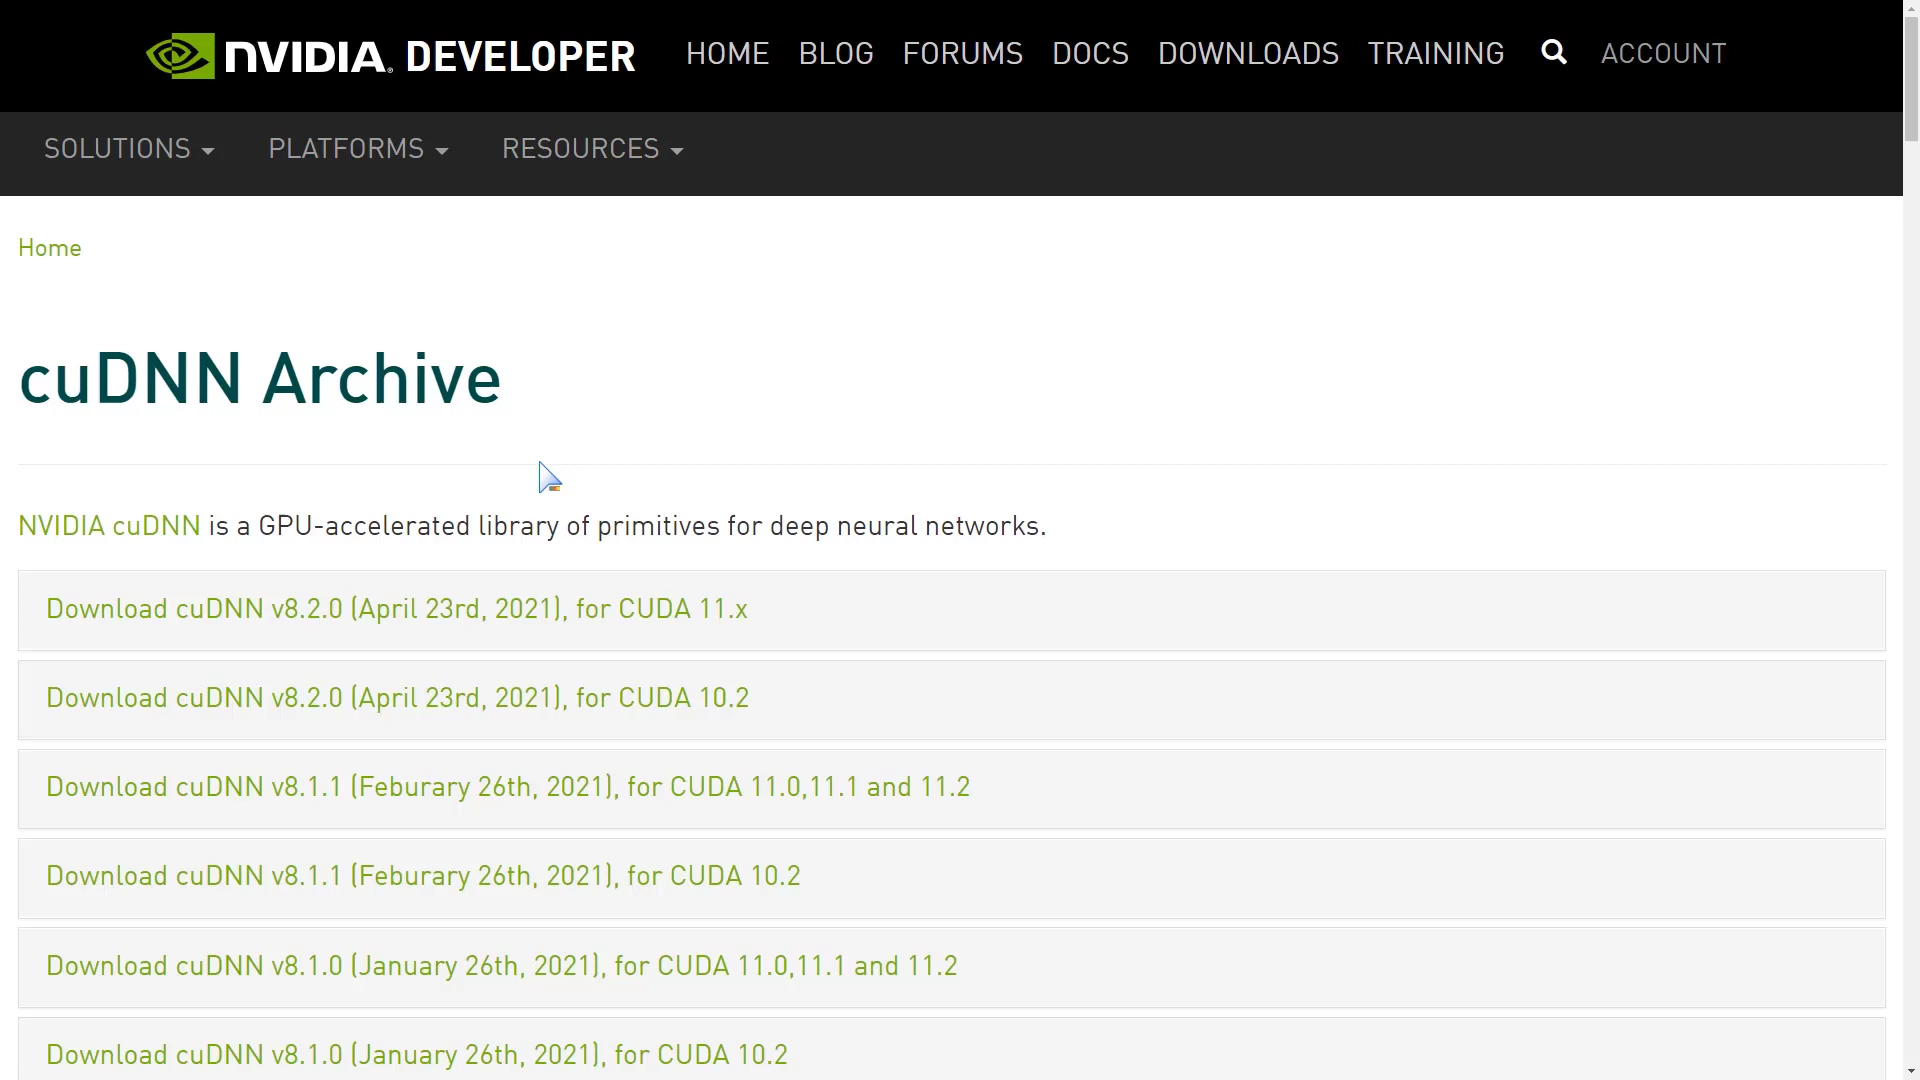 NVIDIA. DEVELOPER HOME BLOG FORUMS DOCS DOWNLOADS TRAINING ACCOUNT
SOLUTIONS PLATFORMS RESOURCES
Home
cuDNN Archive
NVIDIA cuDNN is a GPU-accelerated library of primitives for deep neural networks.
Download cuDNN v8.2.0 (April 23rd, 2021), for CUDA 11.x
Download cuDNN v8.2.0 (April 23rd, 2021), for CUDA 10.2
Download cuDNN v8.1.1 (Feburary 26th, 2021), for CUDA 11.0,11.1 and 11.2
Download cuDNN v8.1.1 (Feburary 26th, 2021), for CUDA 10.2
Download cuDNN v8.1.0 (January 26th, 2021), for CUDA 11.0,11.1 and 11.2
Download cuDNN v8.1.0 (January 26th, 2021), for CUDA 10.2